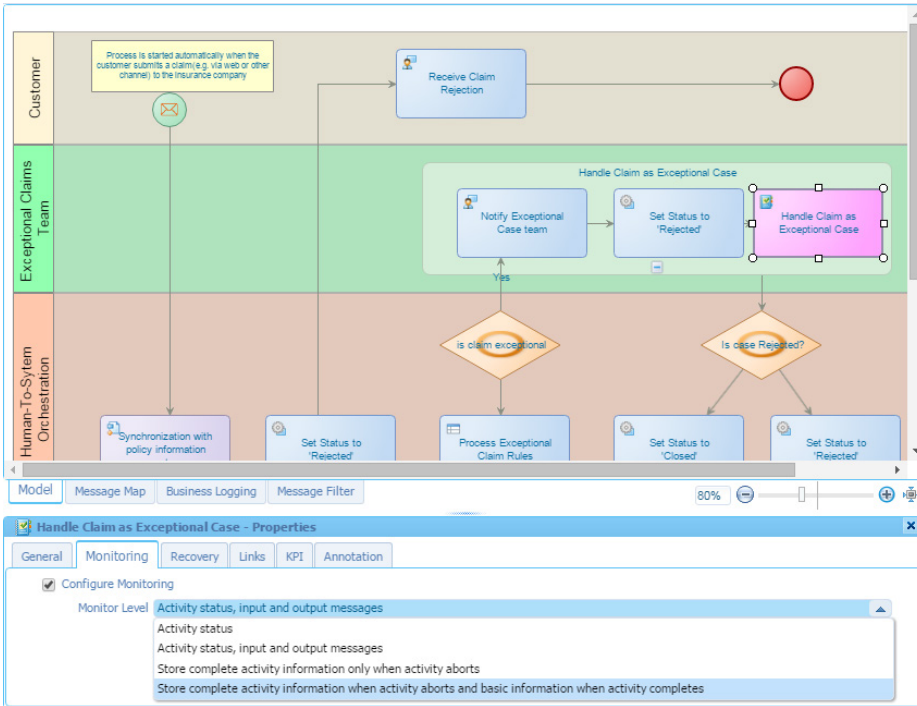 Process is started automatically when the
customer submits a claim(e.g. via web or other
channel) to the insurance company
Customer
Receive Claim
Rejection
Exceptional Claims
Team
Handle Claim as Exceptional Case
Notify Exceptional
Case team
Set Status to
'Rejected'
Handle Claim as
Exceptional Case
Yes
Human-To-Sytem
Orchestration
is claim exceptional
Is case Rejected?
Synchronization with
policy information
Set Status to
'Rejected'
Process Exceptional
Claim Rules
Set Status to
'Closed'
Set Status to
'Rejected'
Model
Message Map
Business Logging
Message Filter
80%
Handle Claim as Exceptional Case - Properties
General
Monitoring
Recovery
Links
KPI
Annotation
Configure Monitoring
Monitor Level
Activity status, input and output messages
Activity status
Activity status, input and output messages
Store complete activity information only when activity aborts
Store complete activity information when activity aborts and basic information when activity completes